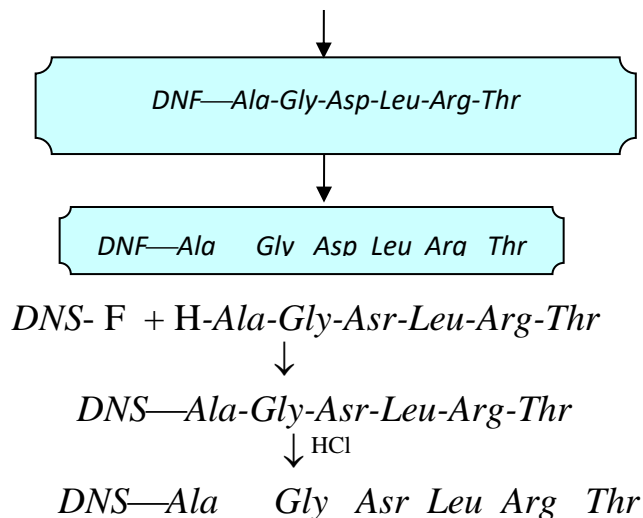 DNF—Ala-Gly-Asp-Leu-Arg-Thr
DNF—Ala Gly Asp Leu Arg Thr
DNS- F + H-Ala-Gly-Asr-Leu-Arg-Thr
↓
DNS—Ala-Gly-Asr-Leu-Arg-Thr
↓ HCl
DNS—Ala Gly Asr Leu Arg Thr